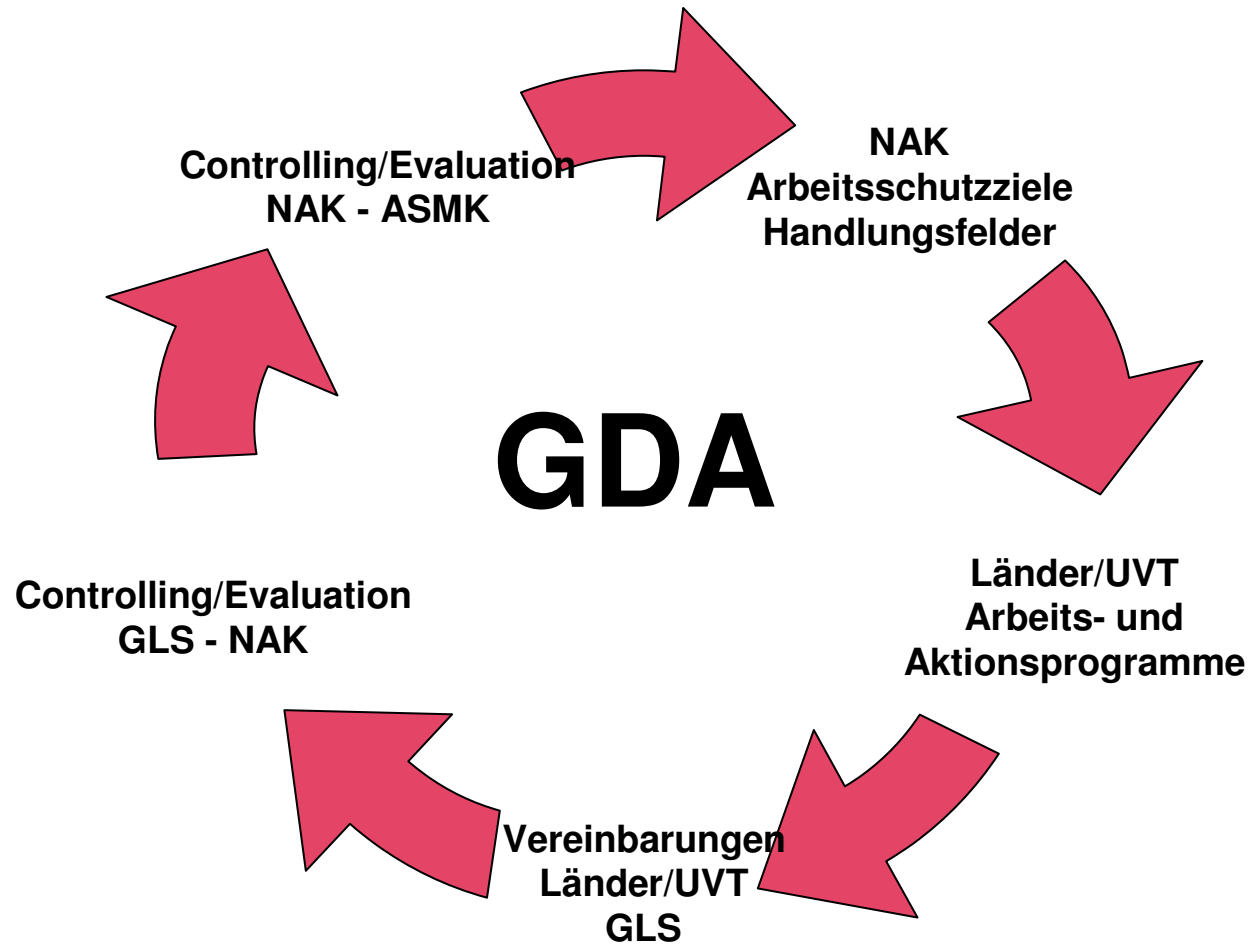 Controlling/Evaluation
NAK - ASMK
NAK
Arbeitsschutzziele
Handlungsfelder
GDA
Länder/UVT
Arbeits- und
Aktionsprogramme
Vereinbarungen
Länder/UVT
GLS
Controlling/Evaluation
GLS - NAK